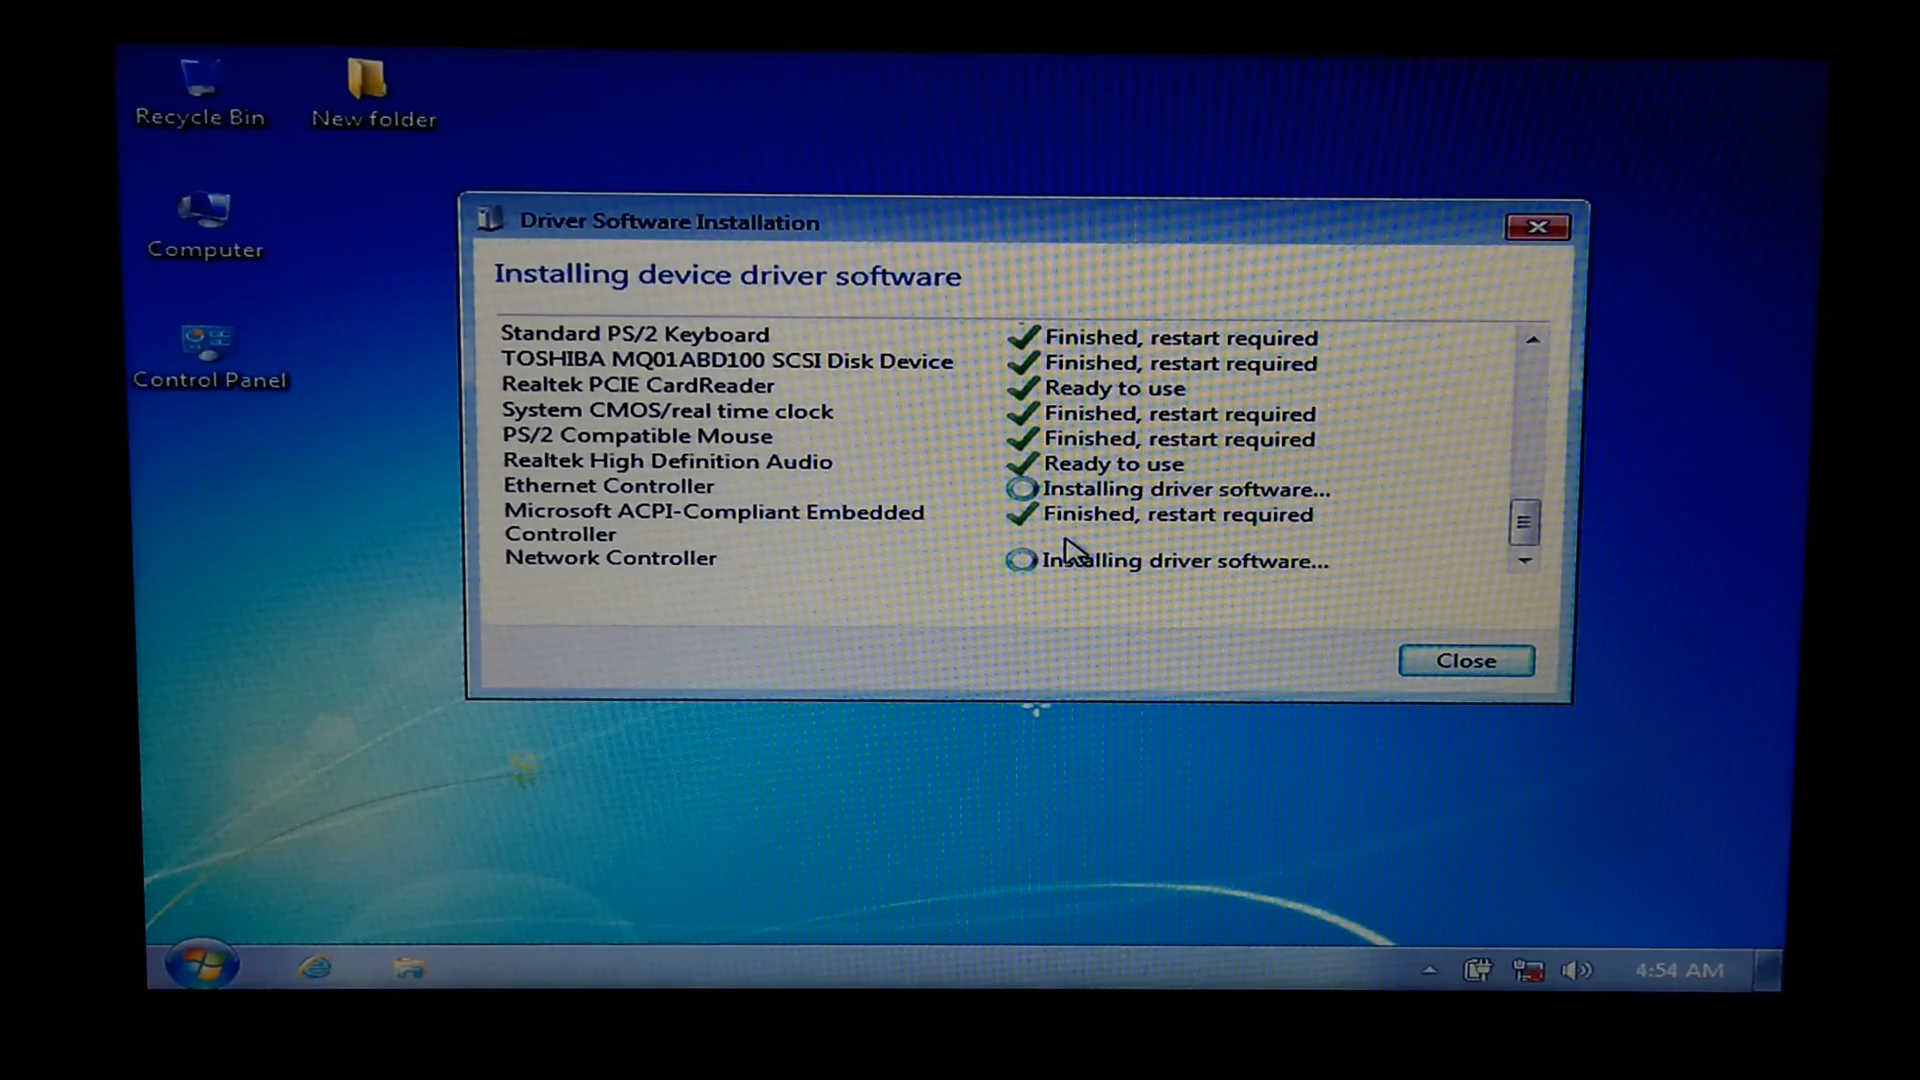 Recycle Bin
New folder
Computer
Control Panel
Driver Software Installation
Installing device driver software
Standard PS/2 Keyboard Finished, restart required
TOSHIBA MQ01ABD100 SCSI Disk Device Finished, restart required
Realtek PCIE CardReader Ready to use
System CMOS/real time clock Finished, restart required
PS/2 Compatible Mouse Finished, restart required
Realtek High Definition Audio Ready to use
Ethernet Controller Installing driver software...
Microsoft ACPI-Compliant Embedded Finished, restart required
Controller
Network Controller Installing driver software...
Close
4:54 AM